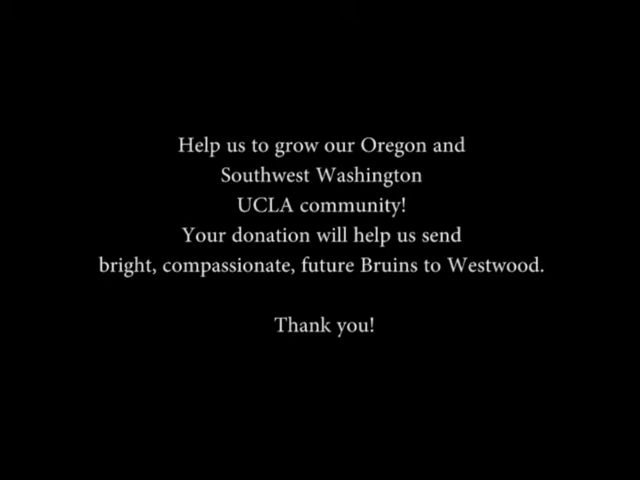 Help us to grow our Oregon and
Southwest Washington
UCLA community!
Your donation will help us send
bright, compassionate, future Bruins to Westwood.
Thank you!